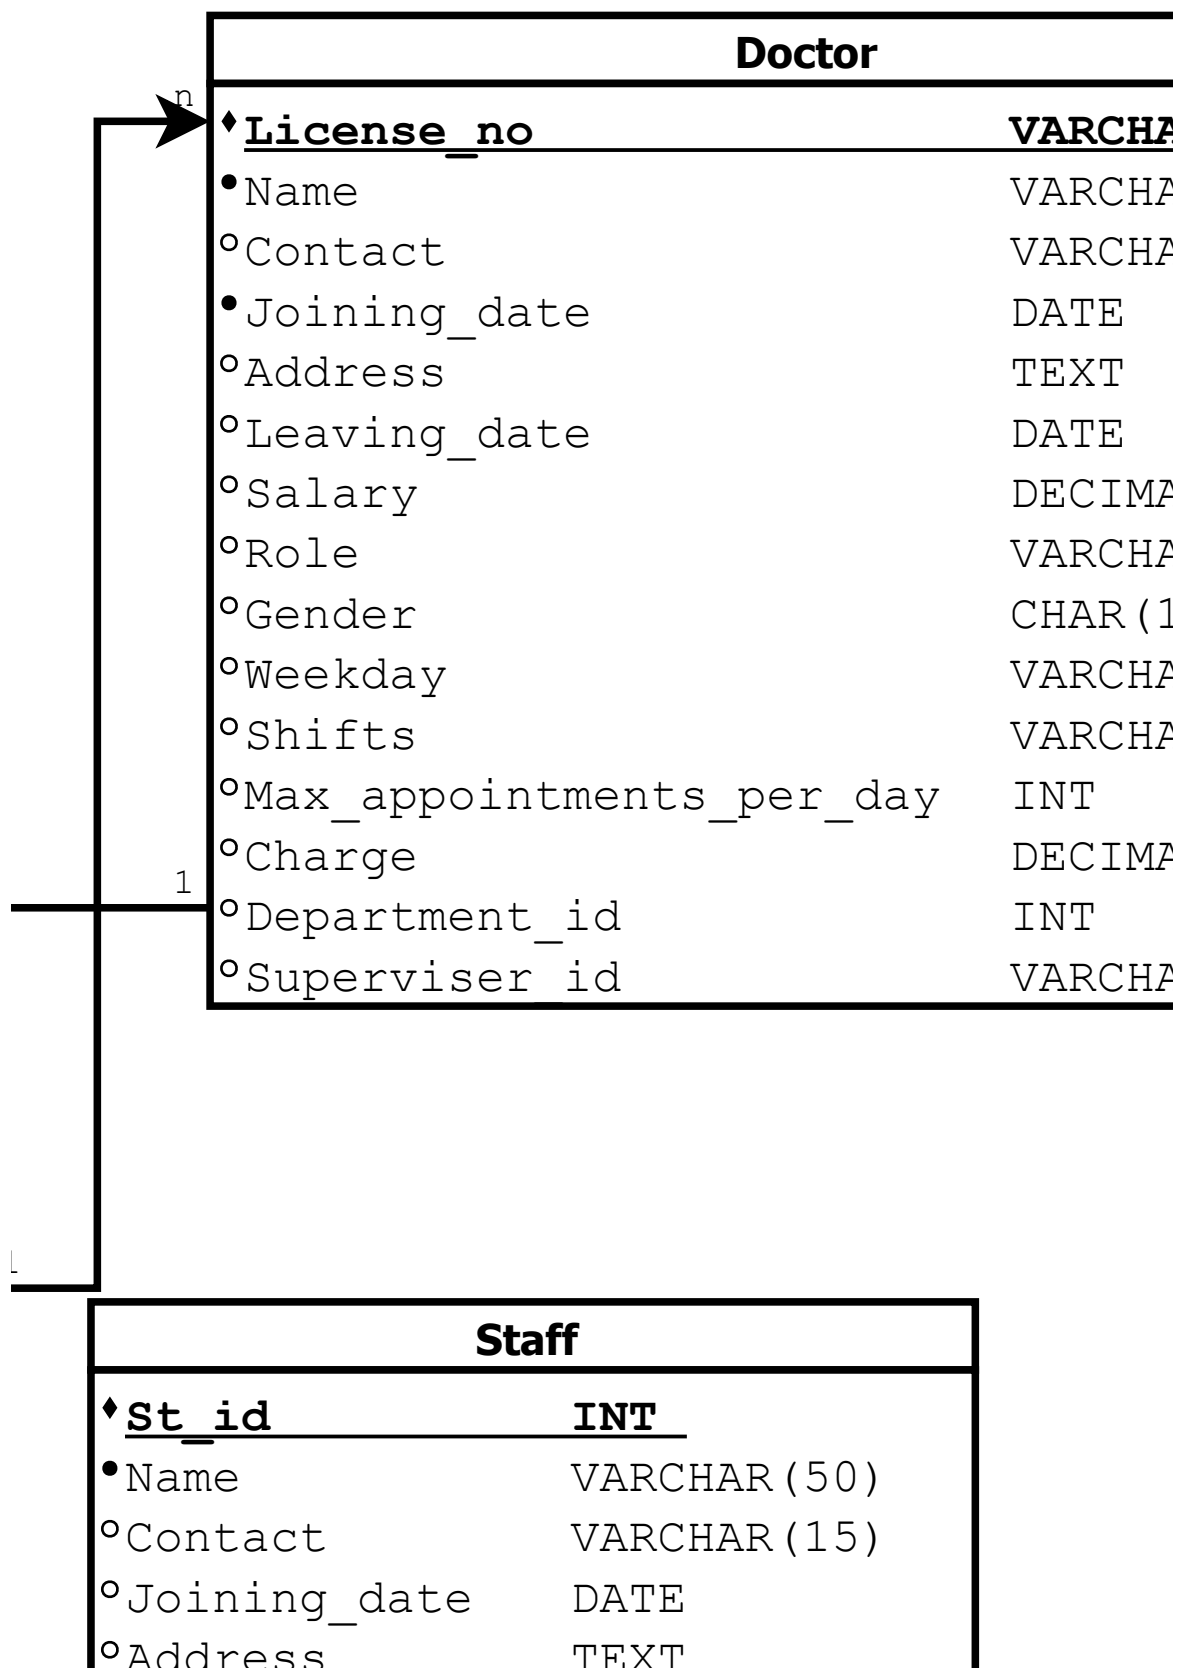 Doctor
n
License_no VARCHA
Name VARCHA
Contact VARCHA
Joining_date DATE
Address TEXT
Leaving_date DATE
Salary DECIMA
Role VARCHA
Gender CHAR(1
Weekday VARCHA
Shifts VARCHA
Max_appointments_per_day INT
Charge DECIMA
1
Department_id INT
Superviser_id VARCHA
Staff
St_id INT
Name VARCHAR(50)
Contact VARCHAR(15)
Joining_date DATE
Address TEXT